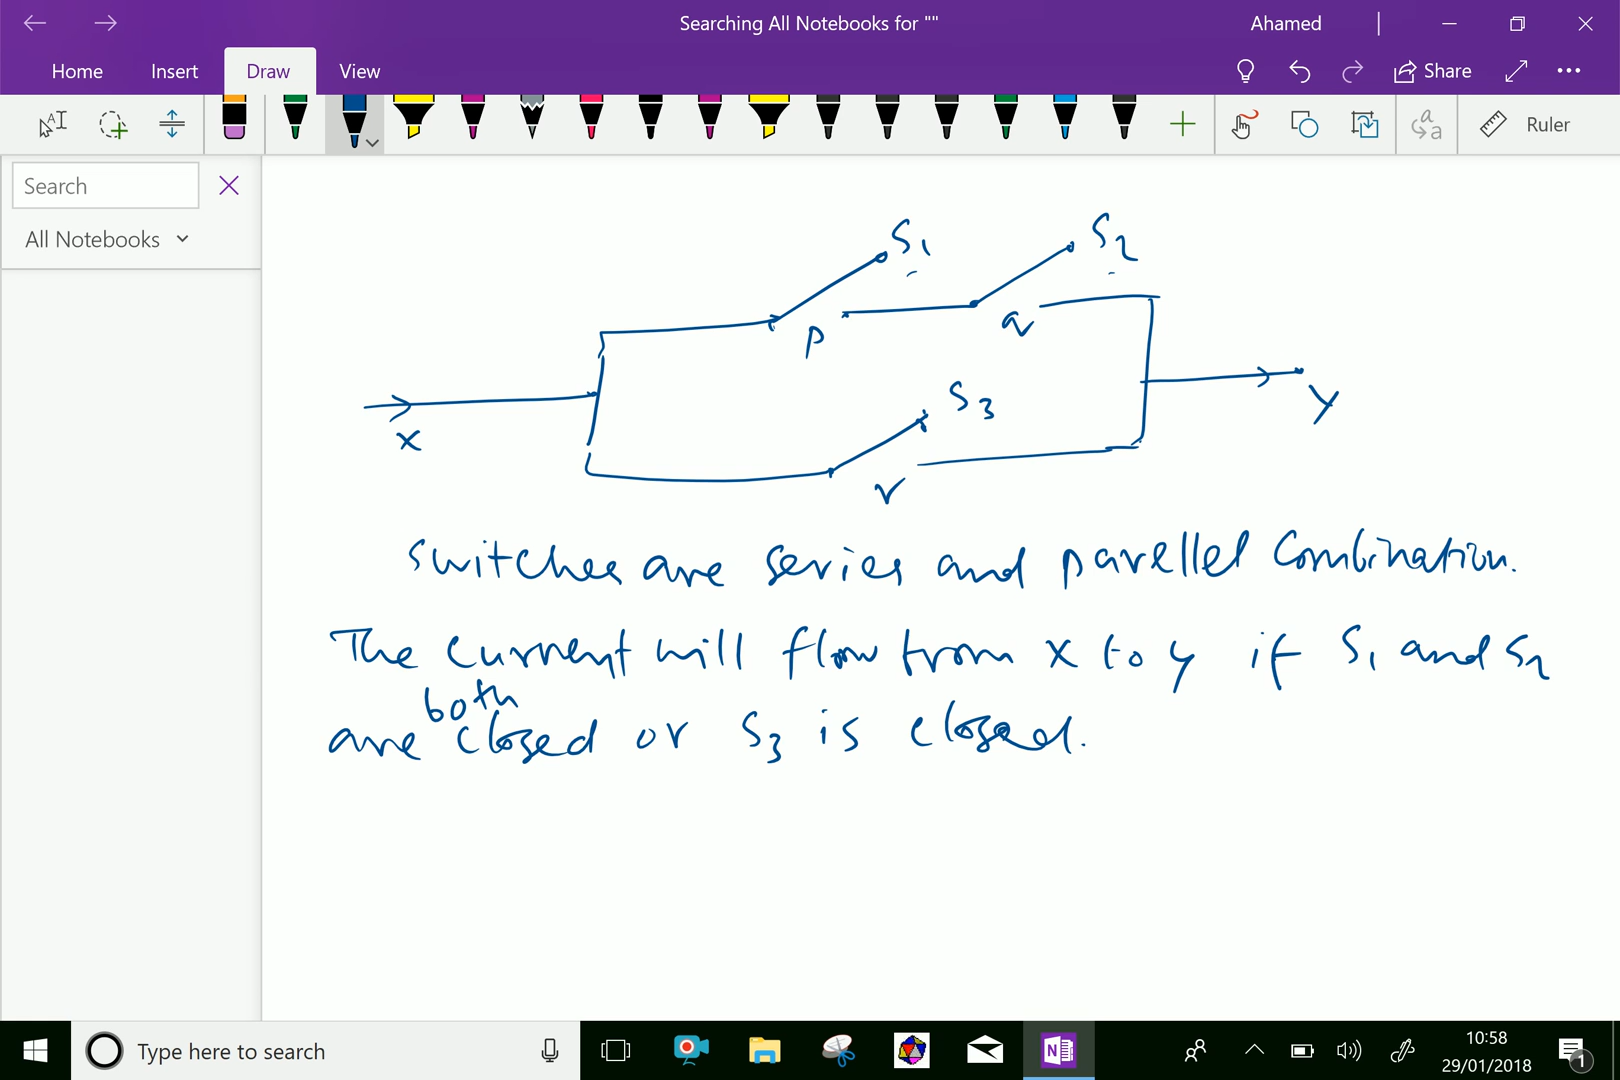 Searching All Notebooks for ""
Ahamed
Home Insert Draw View
Share
Ruler
Search
All Notebooks
S1
S2
p
q
S3
x
y
r
switches are series and parellel combination.
The current will flow from x to y if S1 and S2
both
are closed or S3 is closed.
Type here to search
10:58
29/01/2018
1